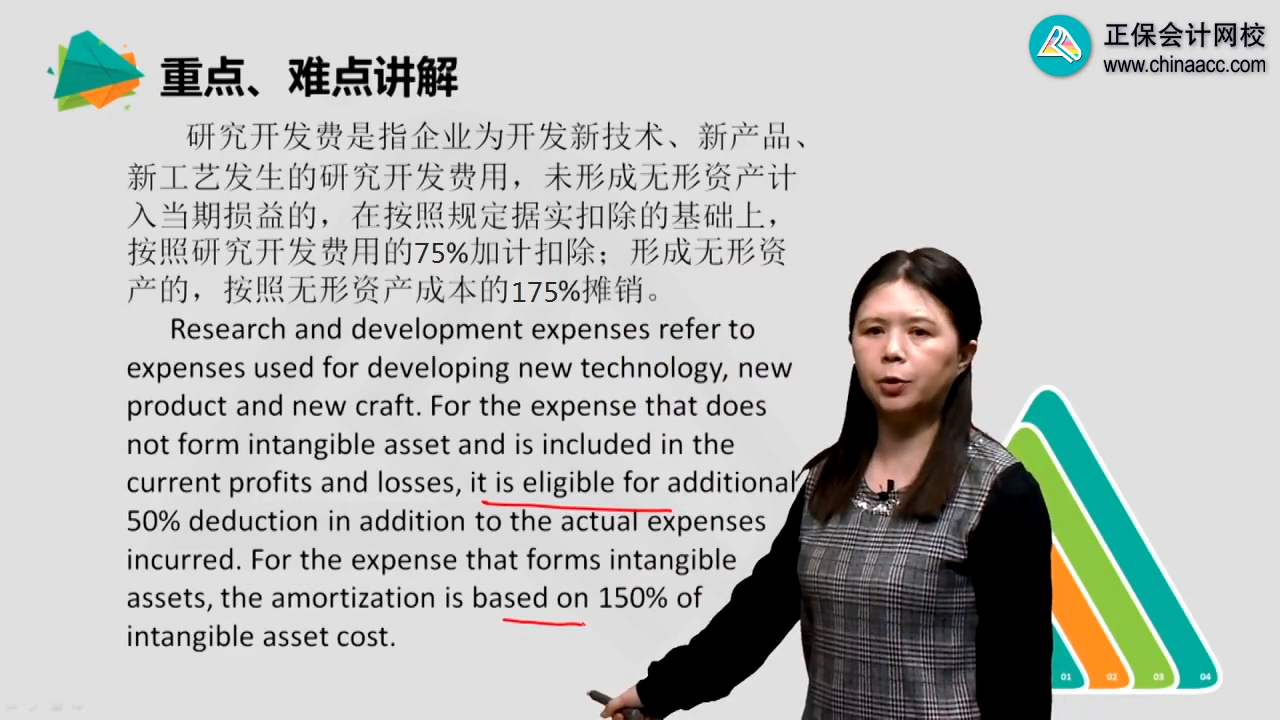 正保会计网校
www.chinaacc.com
重点、难点讲解
研究开发费是指企业为开发新技术、新产品、
新工艺发生的研究开发费用，未形成无形资产计
入当期损益的，在按照规定据实扣除的基础上，
按照研究开发费用的75%加计扣除；形成无形资
产的，按照无形资产成本的175%摊销。
Research and development expenses refer to
expenses used for developing new technology, new
product and new craft. For the expense that does
not form intangible asset and is included in the
current profits and losses, it is eligible for additional
50% deduction in addition to the actual expenses
incurred. For the expense that forms intangible
assets, the amortization is based on 150% of
intangible asset cost.
01 02 03 04